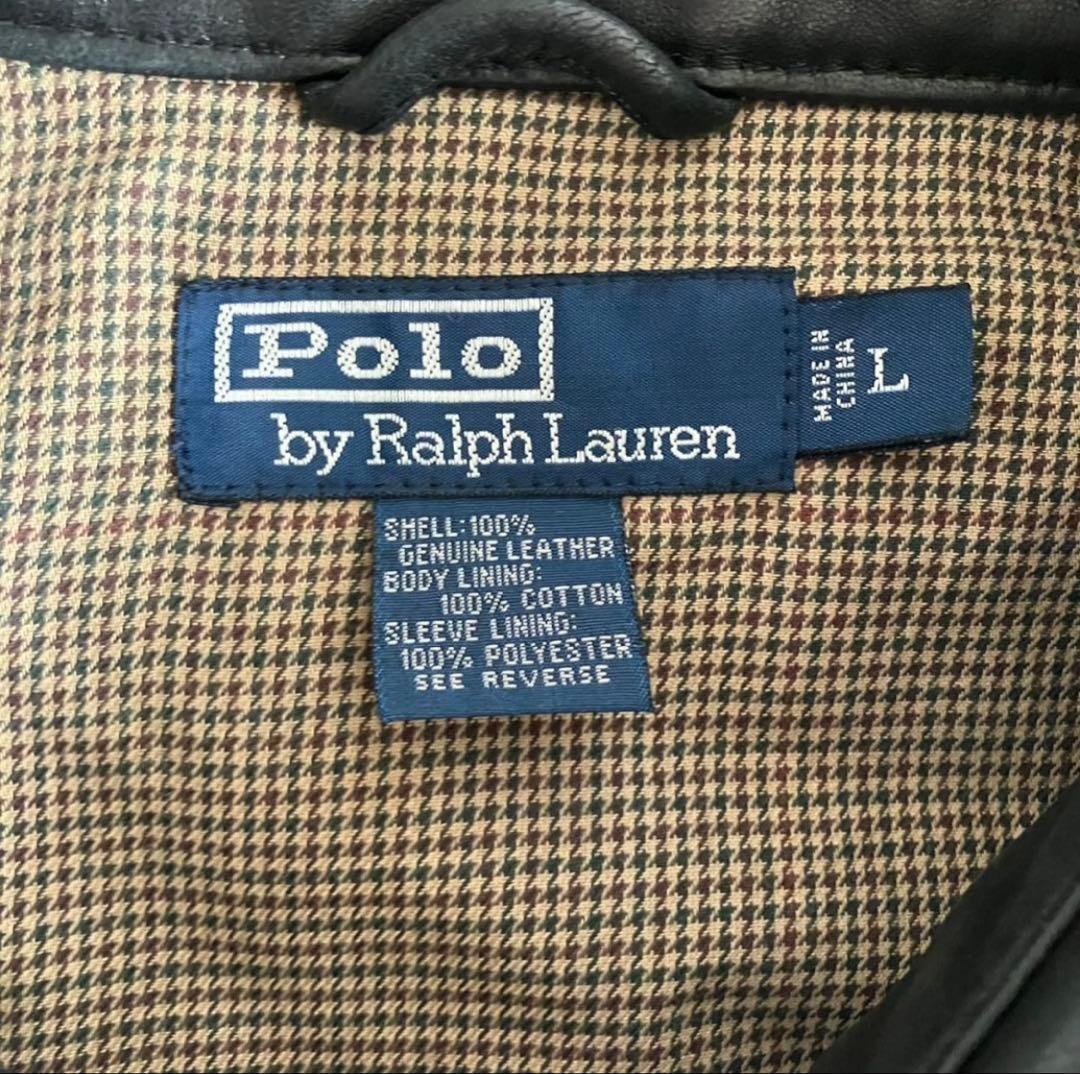 Polo
by Ralph Lauren
MADE IN
CHINA
L
SHELL:100%
GENUINE LEATHER
BODY LINING:
100% COTTON
SLEEVE LINING:
100% POLYESTER
SEE REVERSE